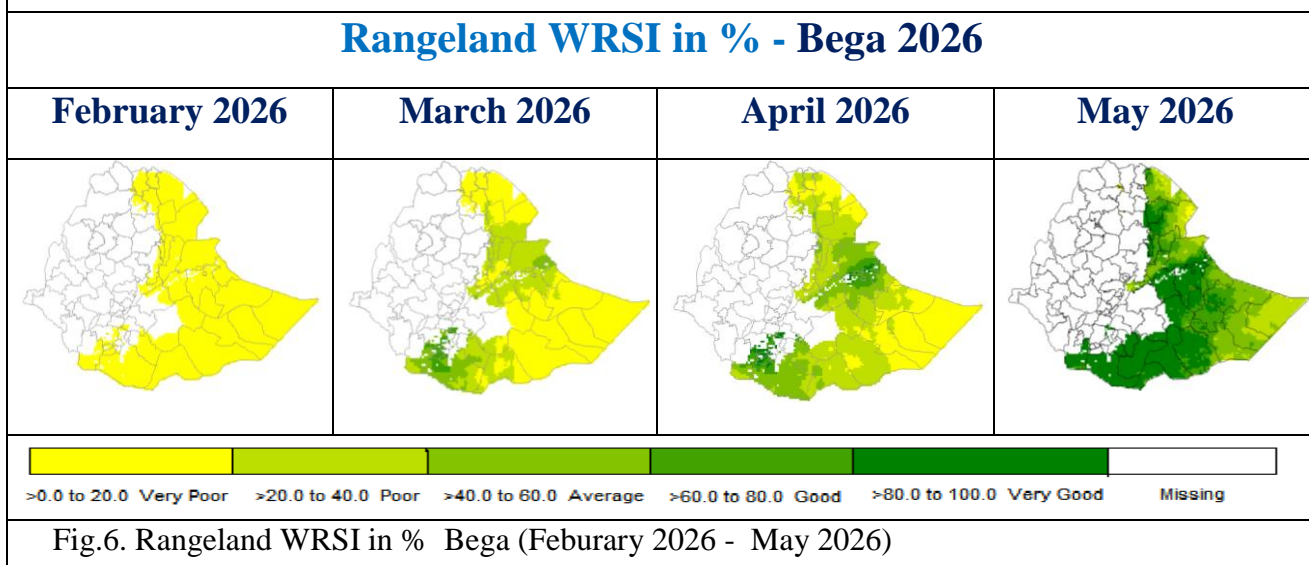 Rangeland WRSI in % - Bega 2026
February 2026 March 2026 April 2026 May 2026
>0.0 to 20.0 Very Poor >20.0 to 40.0 Poor >40.0 to 60.0 Average >60.0 to 80.0 Good >80.0 to 100.0 Very Good Missing
Fig.6. Rangeland WRSI in % Bega (Feburary 2026 - May 2026)